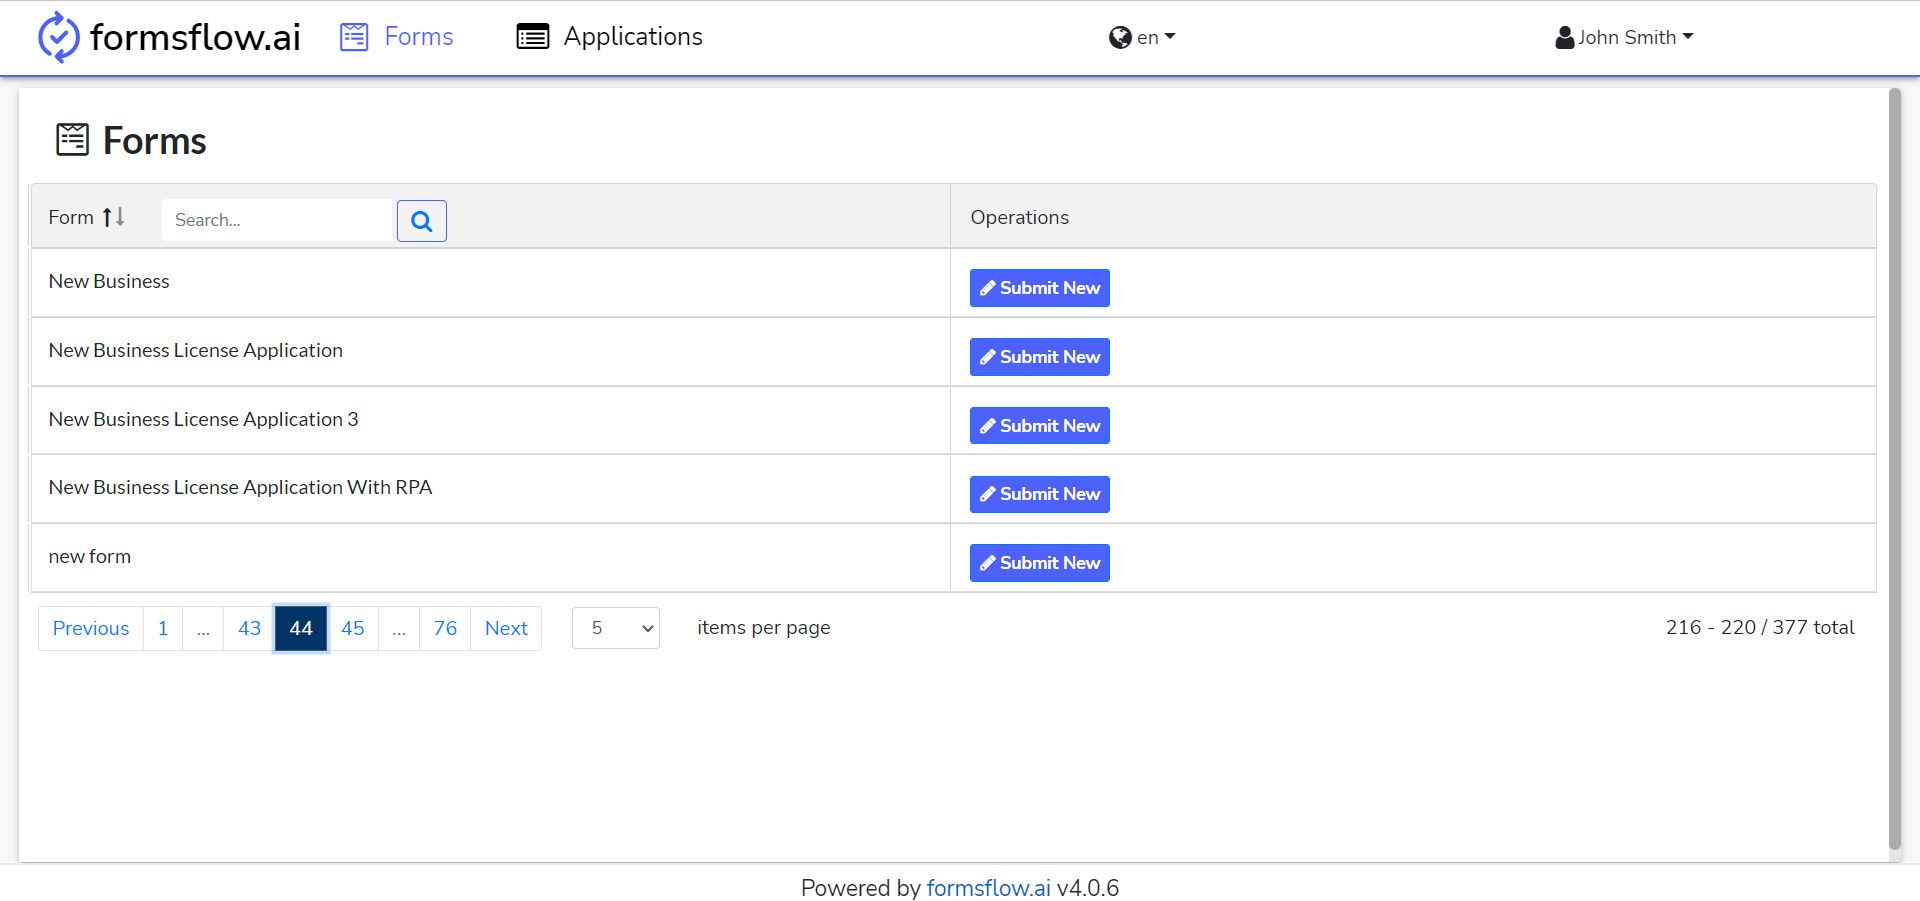 formsflow.ai Forms Applications en John Smith
Forms
Form Search... Operations
New Business Submit New
New Business License Application Submit New
New Business License Application 3 Submit New
New Business License Application With RPA Submit New
new form Submit New
Previous 1 ... 43 44 45 ... 76 Next 5 items per page 216 - 220 / 377 total
Powered by formsflow.ai v4.0.6